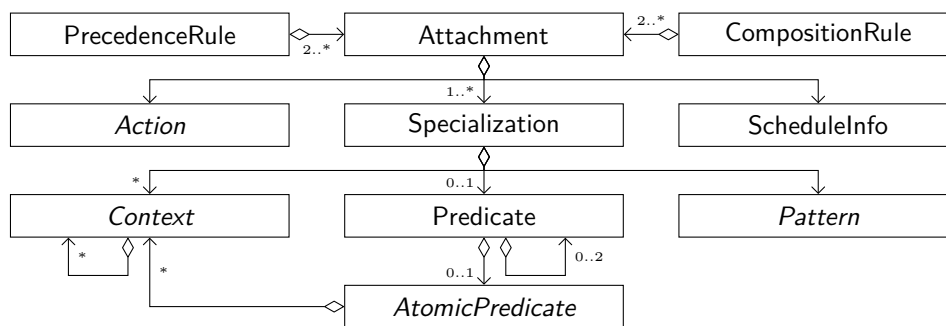 PrecedenceRule
2..*
Attachment
2..*
CompositionRule
1..*
Action
Specialization
ScheduleInfo
*
0..1
Context
Predicate
Pattern
*
*
0..1
0..2
AtomicPredicate